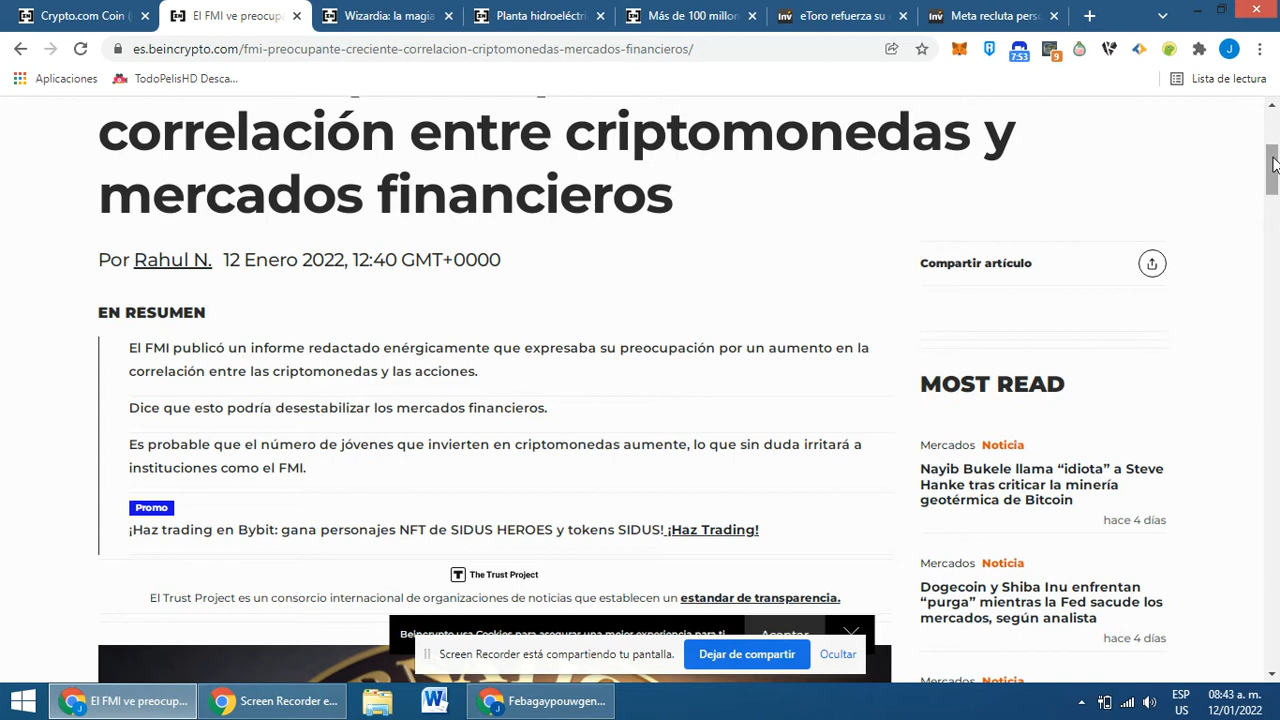 Crypto.com Coin (
El FMI ve preocupa
Wizardia: la magia
Planta hidroeléctri
Más de 100 millon
eToro refuerza su
Meta recluta perso
es.beincrypto.com/fmi-preocupante-creciente-correlacion-criptomonedas-mercados-financieros/
7:53
9
J
Aplicaciones
TodoPelisHD Desca...
Lista de lectura
correlación entre criptomonedas y
mercados financieros
Por Rahul N. 12 Enero 2022, 12:40 GMT+0000
Compartir artículo
EN RESUMEN
El FMI publicó un informe redactado enérgicamente que expresaba su preocupación por un aumento en la
correlación entre las criptomonedas y las acciones.
Dice que esto podría desestabilizar los mercados financieros.
Es probable que el número de jóvenes que invierten en criptomonedas aumente, lo que sin duda irritará a
instituciones como el FMI.
Promo
¡Haz trading en Bybit: gana personajes NFT de SIDUS HEROES y tokens SIDUS! ¡Haz Trading!
The Trust Project
El Trust Project es un consorcio internacional de organizaciones de noticias que establecen un estandar de transparencia.
MOST READ
Mercados Noticia
Nayib Bukele llama “idiota” a Steve
Hanke tras criticar la minería
geotérmica de Bitcoin
hace 4 días
Mercados Noticia
Dogecoin y Shiba Inu enfrentan
“purga” mientras la Fed sacude los
mercados, según analista
hace 4 días
Mercados Noticia
Beincrypto usa Cookies para asegurar una mejor experiencia para ti
Aceptar
Screen Recorder está compartiendo tu pantalla.
Dejar de compartir
Ocultar
El FMI ve preocup...
Screen Recorder e...
Febagaypouwgen...
ESP
US
08:43 a. m.
12/01/2022